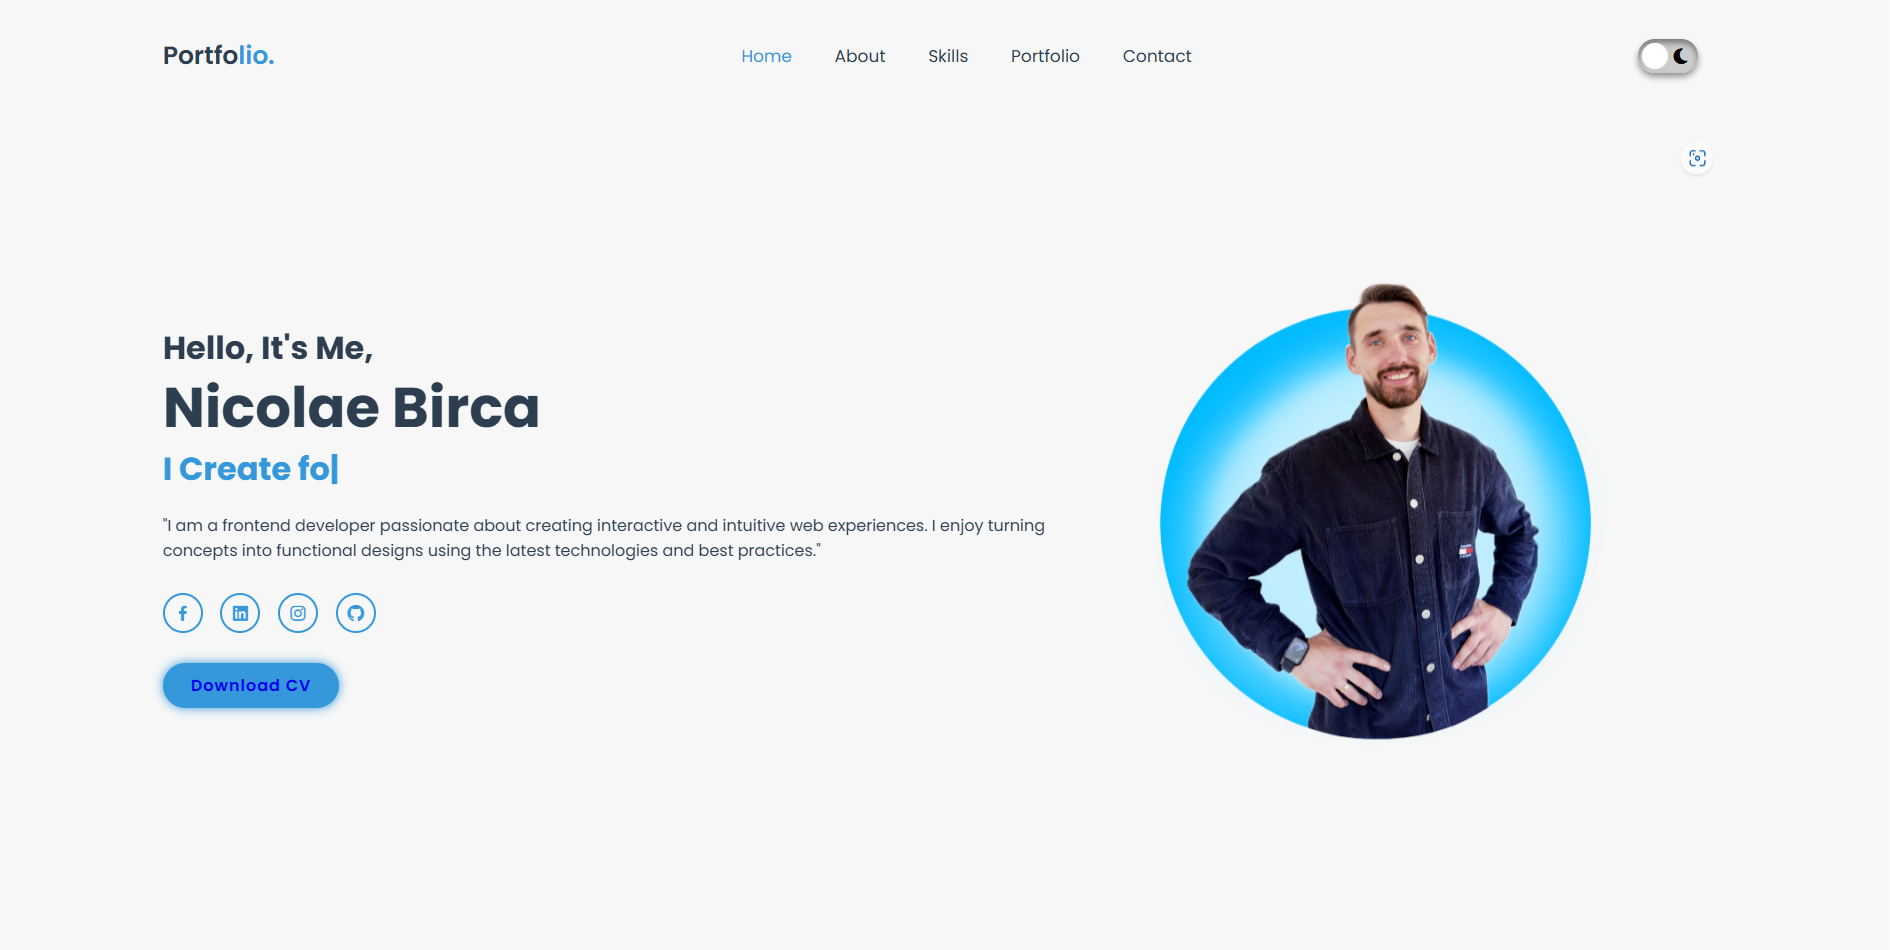 Portfolio.
Home About Skills Portfolio Contact
Hello, It's Me,
Nicolae Birca
I Create fo|
"I am a frontend developer passionate about creating interactive and intuitive web experiences. I enjoy turning
concepts into functional designs using the latest technologies and best practices."
Download CV